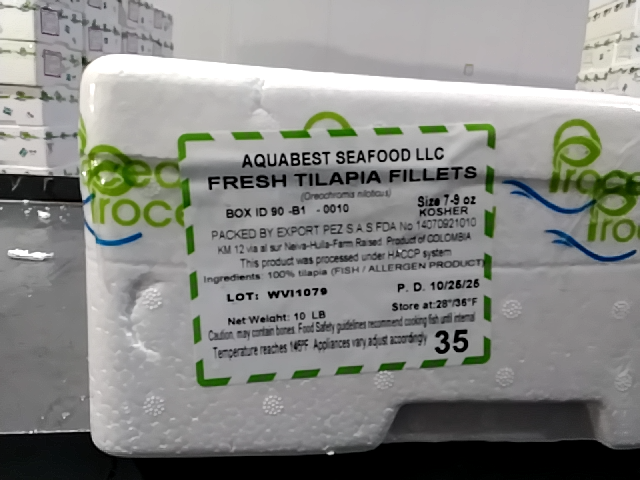 AQUABEST SEAFOOD LLC
FRESH TILAPIA FILLETS
(Oreochromis niloticus)
Size 7-9 oz
BOX ID 90 -B1 - 0010
KOSHER
PACKED BY EXPORT PEZ S.A.S FDA No 14070921010
KM 12 via al sur Neiva-Huila-Farm Raised Product of COLOMBIA
This product was processed under HACCP system
Ingredients: 100% tilapia (FISH / ALLERGEN PRODUCT)
LOT: WVI1079
P. D. 10/25/25
Net Weight: 10 LB
Store at:28°/36°F
Caution, may contain bones. Food Safety guidelines recommend cooking fish until internal
Temperature reaches 145°F Appliances vary, adjust accordingly
35
Proce
Proce